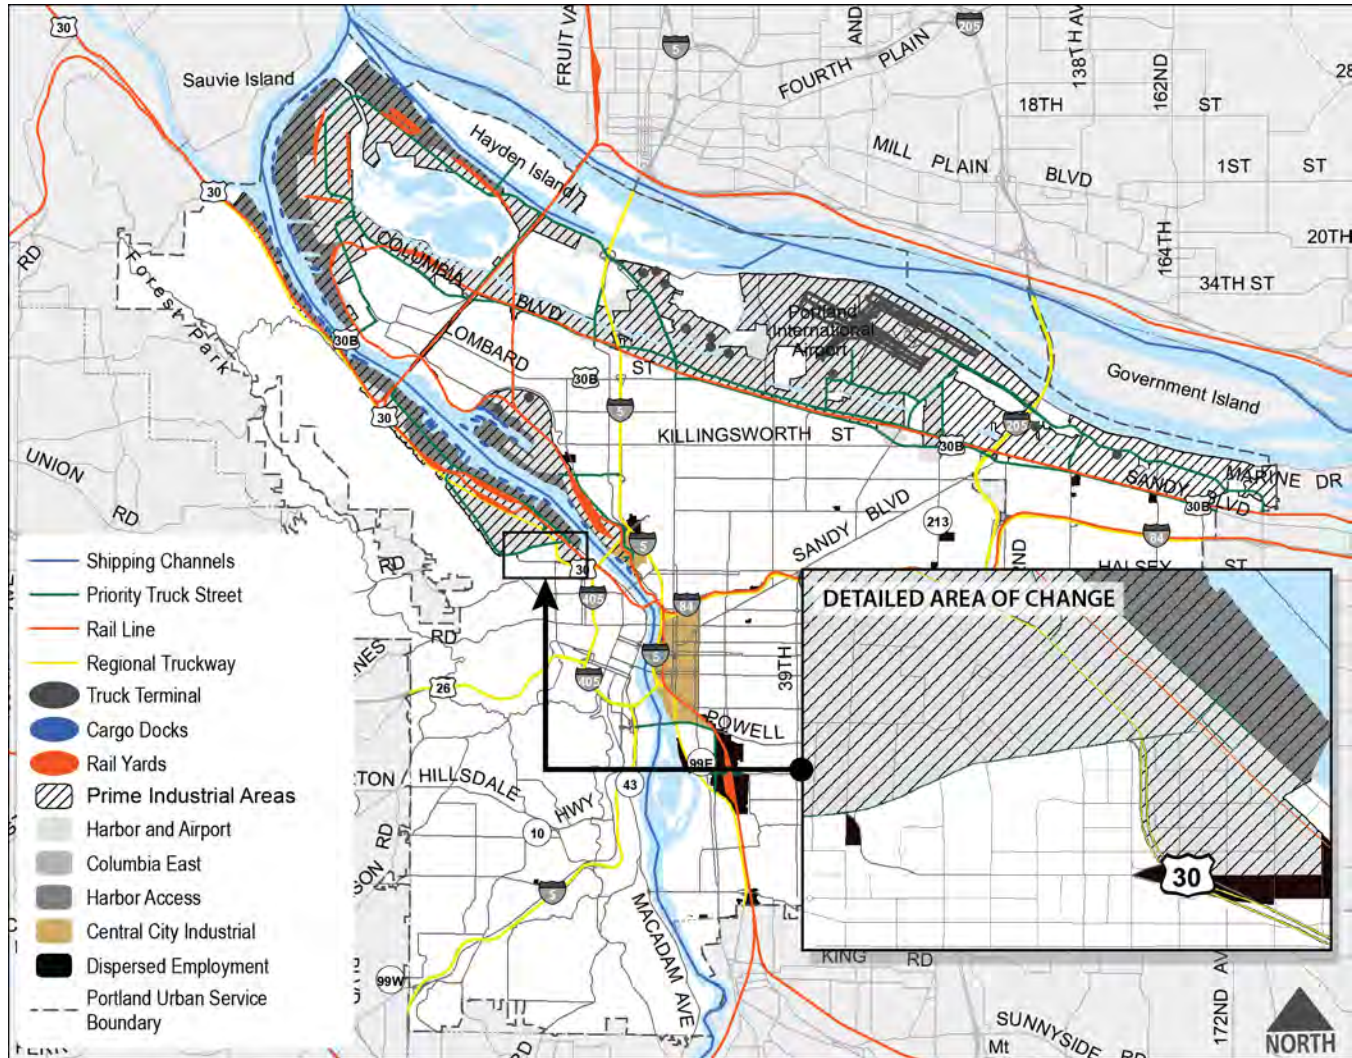 30
Sauvie Island
FRUIT VA
5
AND
205
FOURTH PLAIN
138TH AV
162ND
28
18TH ST
MILL PLAIN BLVD
1ST ST
Hayden Island
164TH
20TH
34TH ST
30
RD
Forest Park
COLUMBIA BLVD
Portland
International
Airport
30B
LOMBARD ST
30B
Government Island
30
5
KILLINGSWORTH ST
30B
205
UNION RD
SANDY BLVD
MARINE DR
30B
SANDY BLVD
213
5
84
HALSEY ST
30
RD
405
84
RD
5
26
405
39TH
POWELL
99E
43
HILLSDALE HWY
10
RD
5
MACADAM AVE
99W
KING RD
172ND AV
SUNNYSIDE RD
Mt
RD
Shipping Channels
Priority Truck Street
Rail Line
Regional Truckway
Truck Terminal
Cargo Docks
Rail Yards
Prime Industrial Areas
Harbor and Airport
Columbia East
Harbor Access
Central City Industrial
Dispersed Employment
Portland Urban Service
Boundary
DETAILED AREA OF CHANGE
30
NORTH